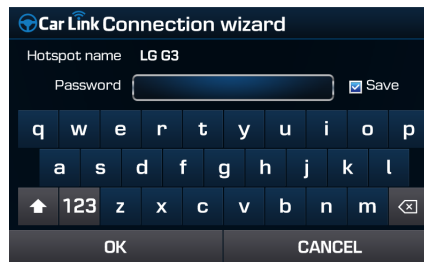 Car Link Connection wizard
Hotspot name LG G3
Password Save
q w e r t y u i o p
a s d f g h j k l
123 z x c v b n m
OK CANCEL